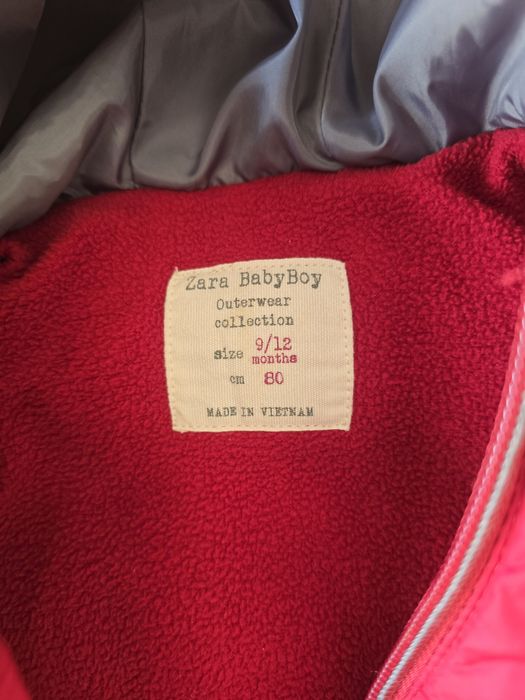 Zara BabyBoy
Outerwear
collection
size 9/12
months
cm 80
MADE IN VIETNAM